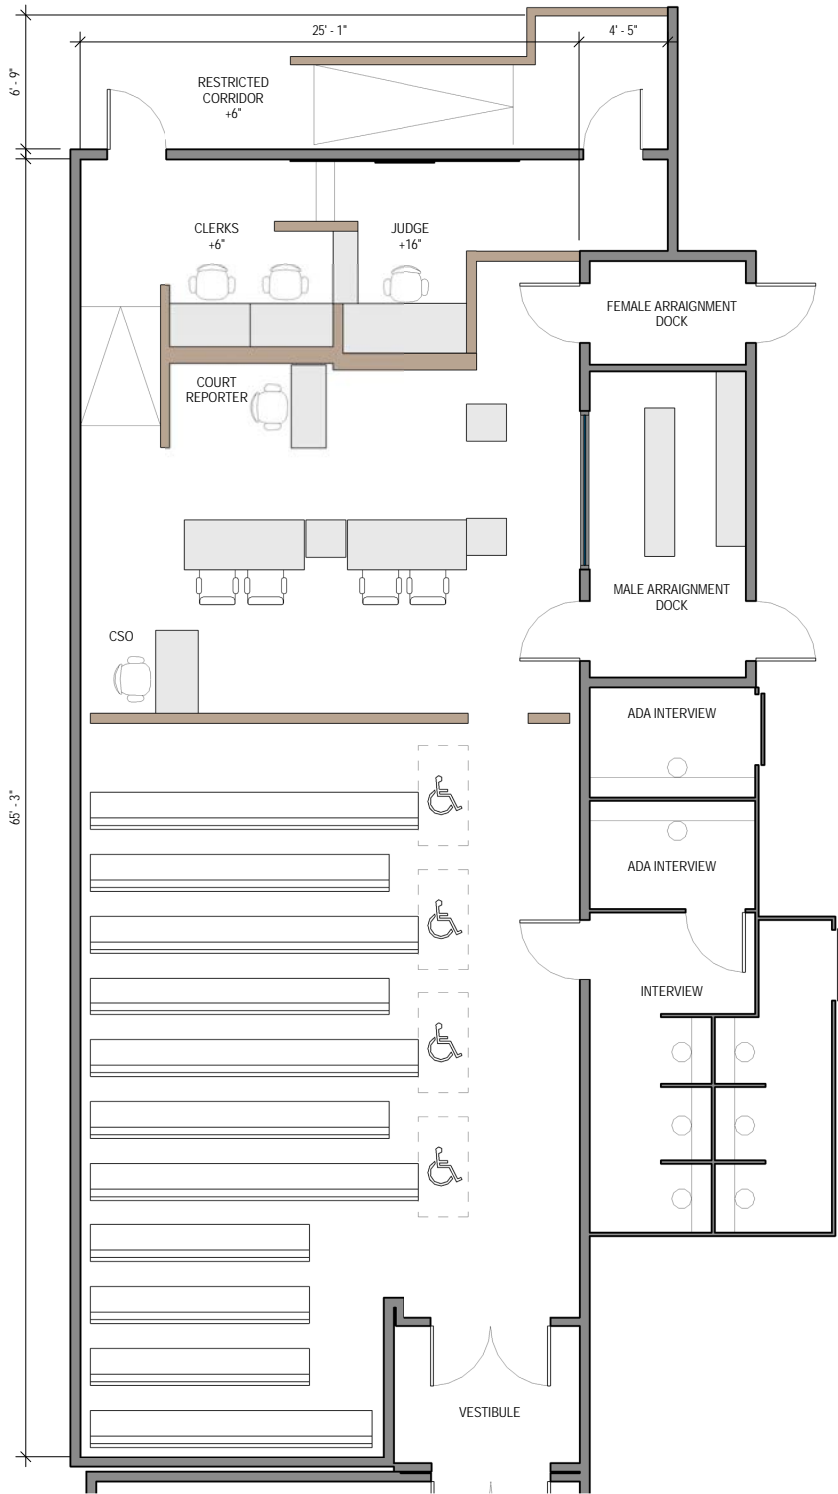 25' - 1"
4' - 5"
6' - 9"
RESTRICTED
CORRIDOR
+6"
CLERKS
+6"
JUDGE
+16"
FEMALE ARRAIGNMENT
DOCK
COURT
REPORTER
MALE ARRAIGNMENT
DOCK
CSO
ADA INTERVIEW
65' - 3"
ADA INTERVIEW
INTERVIEW
VESTIBULE